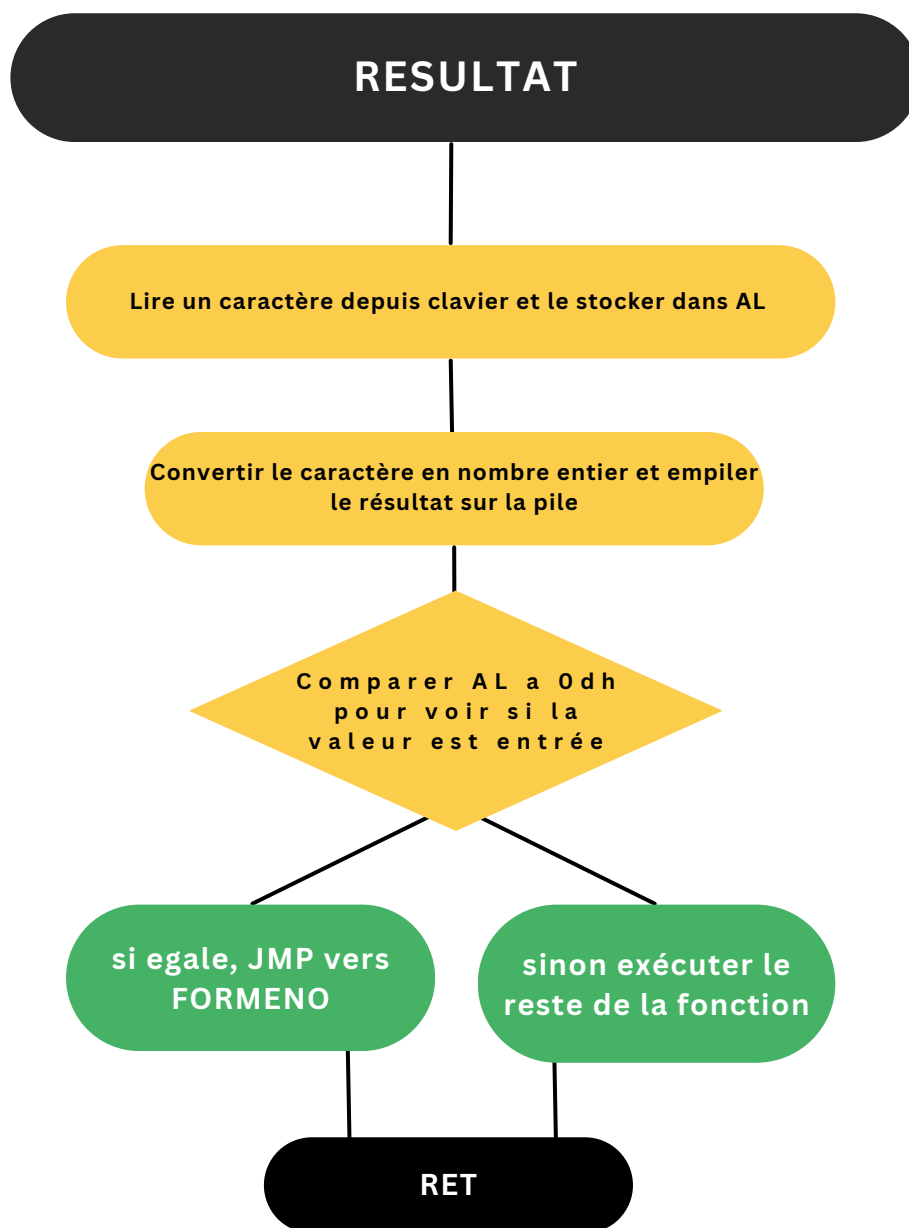 RESULTAT
Lire un caractère depuis clavier et le stocker dans AL
Convertir le caractère en nombre entier et empiler
le résultat sur la pile
Comparer AL a 0dh
pour voir si la
valeur est entrée
si egale, JMP vers
FORMENO
sinon exécuter le
reste de la fonction
RET